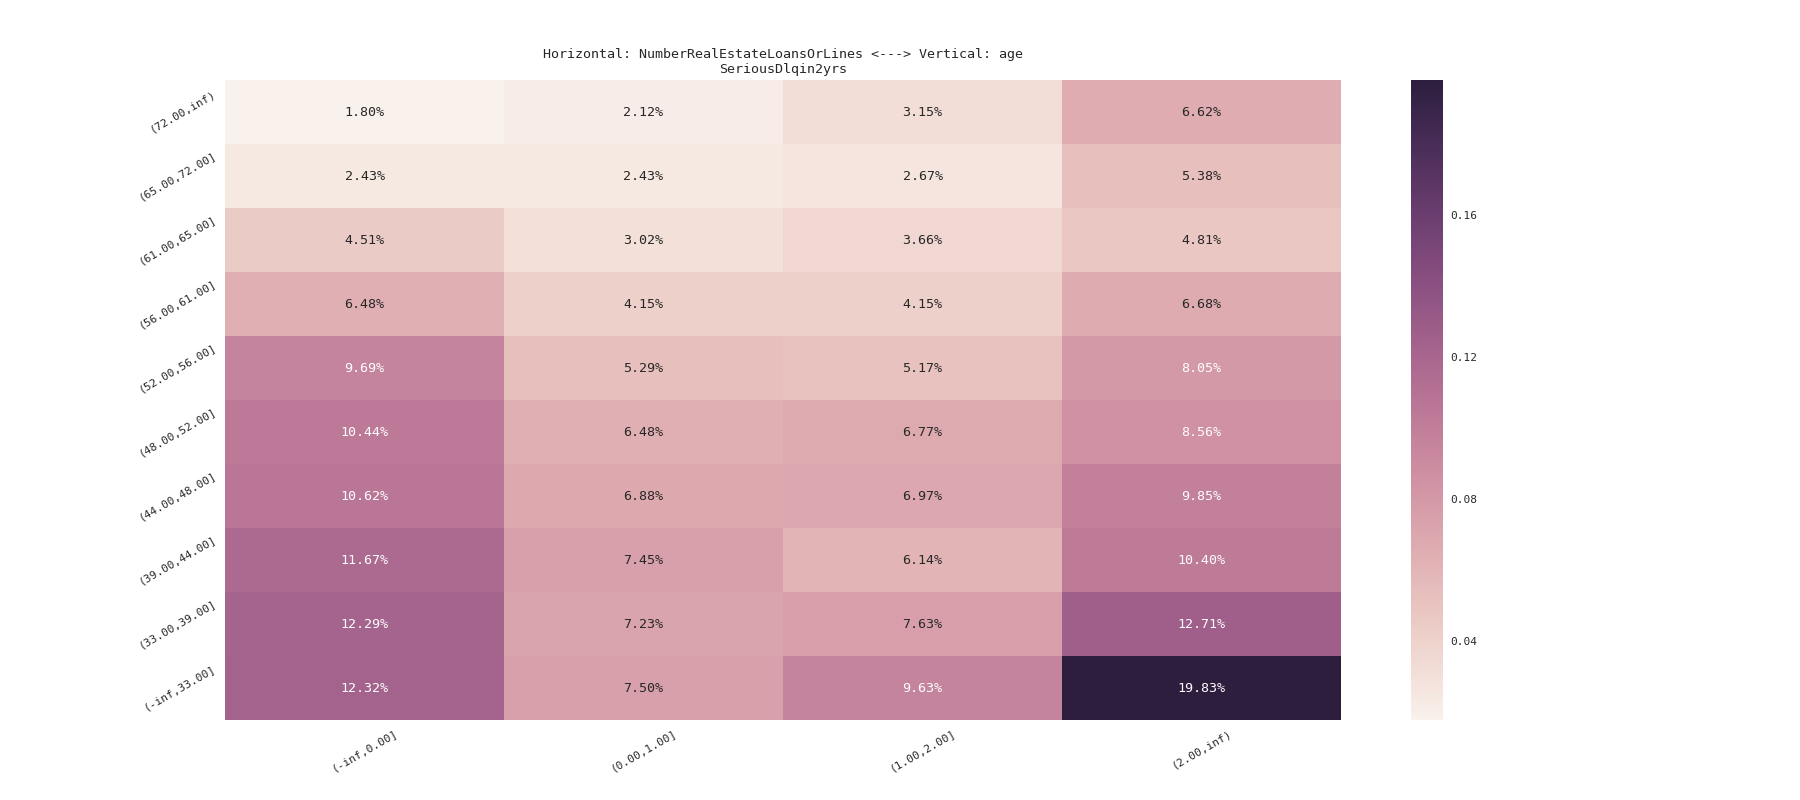 Horizontal: NumberRealEstateLoansOrLines <---> Vertical: age
SeriousDlqin2yrs
(72.00,inf) 1.80% 2.12% 3.15% 6.62%
(65.00,72.00] 2.43% 2.43% 2.67% 5.38%
0.16
(61.00,65.00] 4.51% 3.02% 3.66% 4.81%
(56.00,61.00] 6.48% 4.15% 4.15% 6.68%
0.12
(52.00,56.00] 9.69% 5.29% 5.17% 8.05%
(48.00,52.00] 10.44% 6.48% 6.77% 8.56%
(44.00,48.00] 10.62% 6.88% 6.97% 9.85%
0.08
(39.00,44.00] 11.67% 7.45% 6.14% 10.40%
(33.00,39.00] 12.29% 7.23% 7.63% 12.71%
0.04
(-inf,33.00] 12.32% 7.50% 9.63% 19.83%
(-inf,0.00] (0.00,1.00] (1.00,2.00] (2.00,inf)